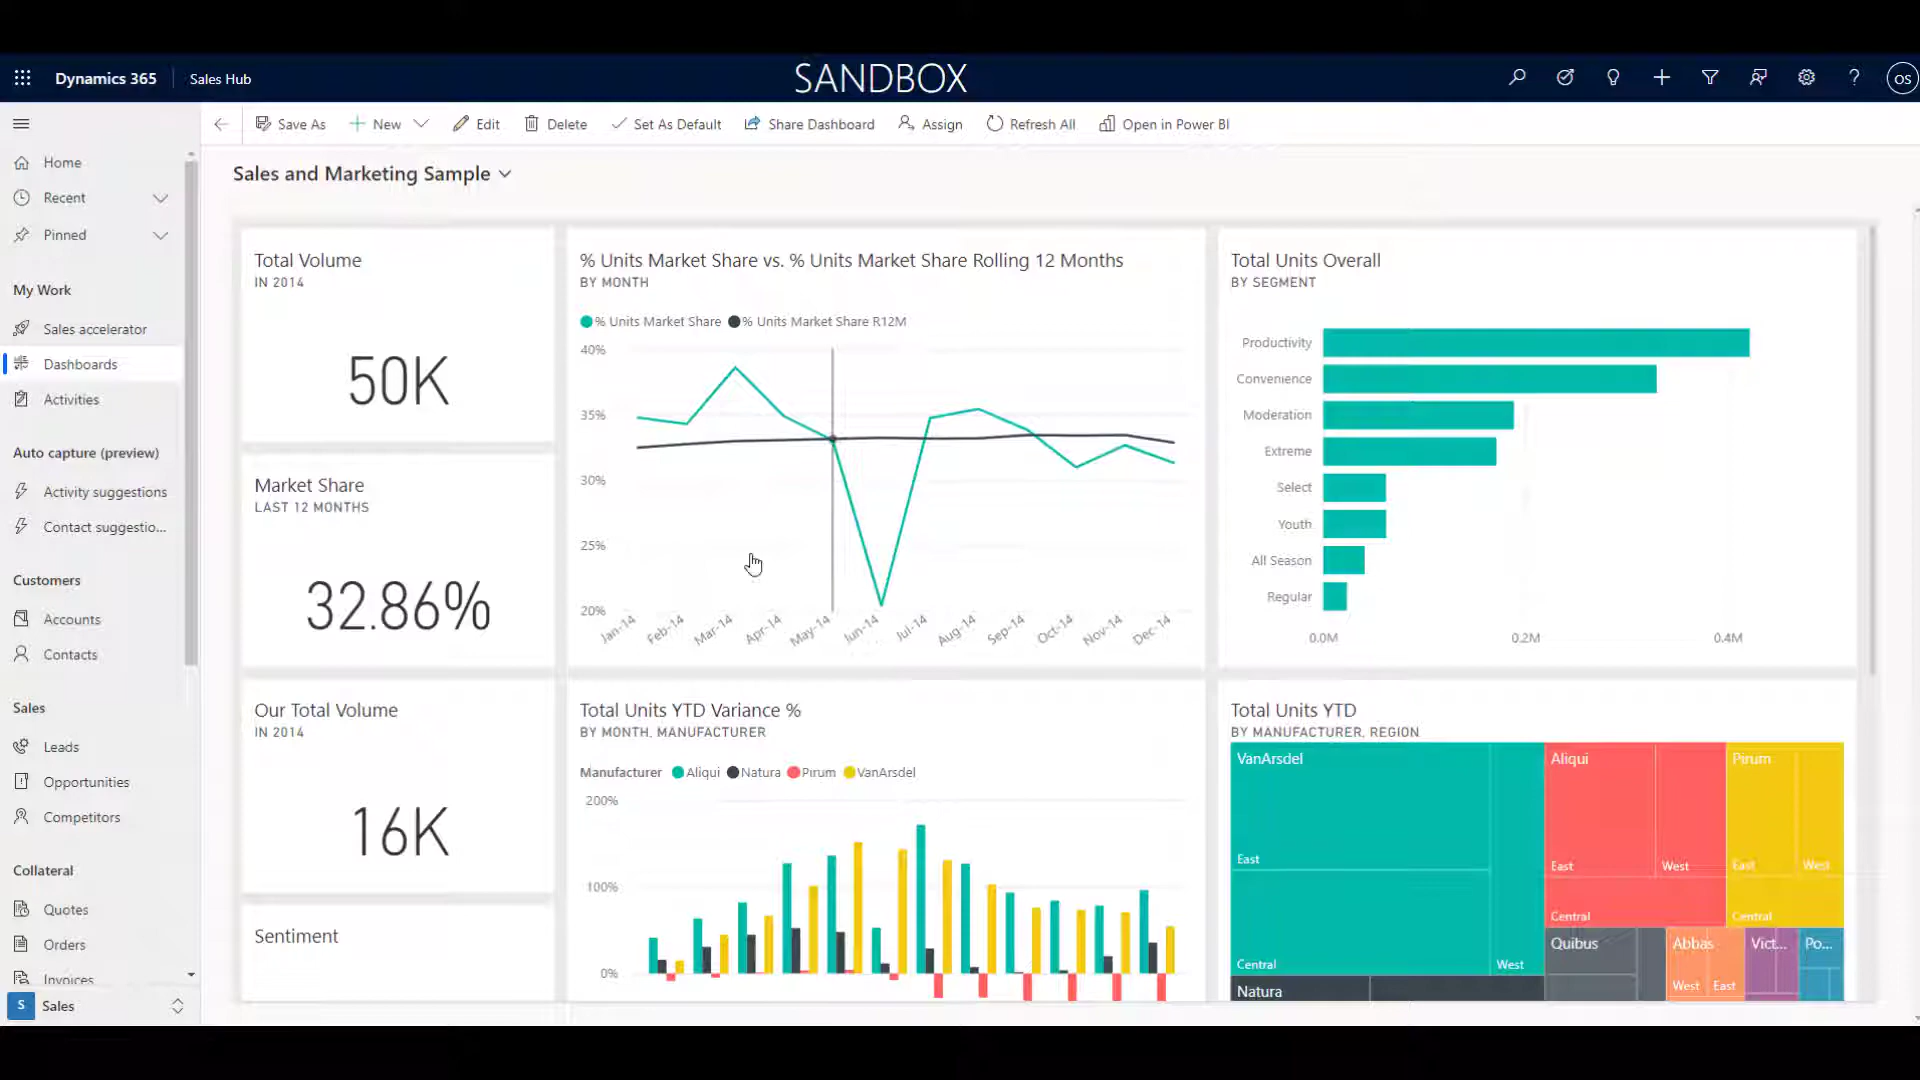 Dynamics 365
Sales Hub
SANDBOX
OS
Save As
New
Edit
Delete
Set As Default
Share Dashboard
Assign
Refresh All
Open in Power BI
Home
Recent
Pinned
My Work
Sales accelerator
Dashboards
Activities
Auto capture (preview)
Activity suggestions
Contact suggestio...
Customers
Accounts
Contacts
Sales
Leads
Opportunities
Competitors
Collateral
Quotes
Orders
Invoices
S
Sales
Sales and Marketing Sample
Total Volume
IN 2014
50K
Market Share
LAST 12 MONTHS
32.86%
Our Total Volume
IN 2014
16K
Sentiment
% Units Market Share vs. % Units Market Share Rolling 12 Months
BY MONTH
% Units Market Share
% Units Market Share R12M
40%
35%
30%
25%
20%
Jan-14
Feb-14
Mar-14
Apr-14
May-14
Jun-14
Jul-14
Aug-14
Sep-14
Oct-14
Nov-14
Dec-14
Total Units Overall
BY SEGMENT
Productivity
Convenience
Moderation
Extreme
Select
Youth
All Season
Regular
0.0M
0.2M
0.4M
Total Units YTD Variance %
BY MONTH, MANUFACTURER
Manufacturer
Aliqui
Natura
Pirum
VanArsdel
200%
100%
0%
Total Units YTD
BY MANUFACTURER, REGION
VanArsdel
East
Central
West
Aliqui
East
West
Central
Pirum
East
West
Central
Quibus
Abbas
West
East
Vict...
Po...
Natura